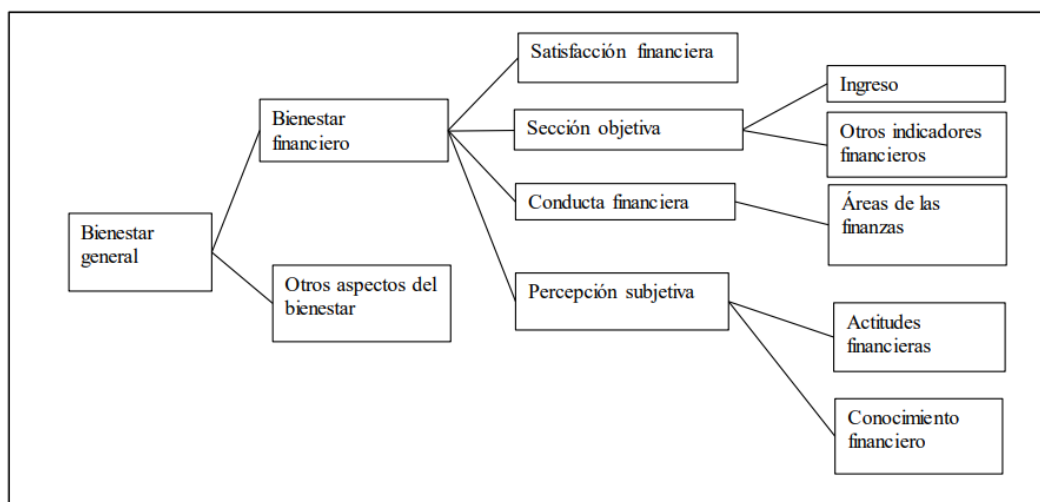 Satisfacción financiera
Ingreso
Bienestar
financiero
Sección objetiva
Otros indicadores
financieros
Conducta financiera
Áreas de las
finanzas
Bienestar
general
Otros aspectos del
bienestar
Percepción subjetiva
Actitudes
financieras
Conocimiento
financiero